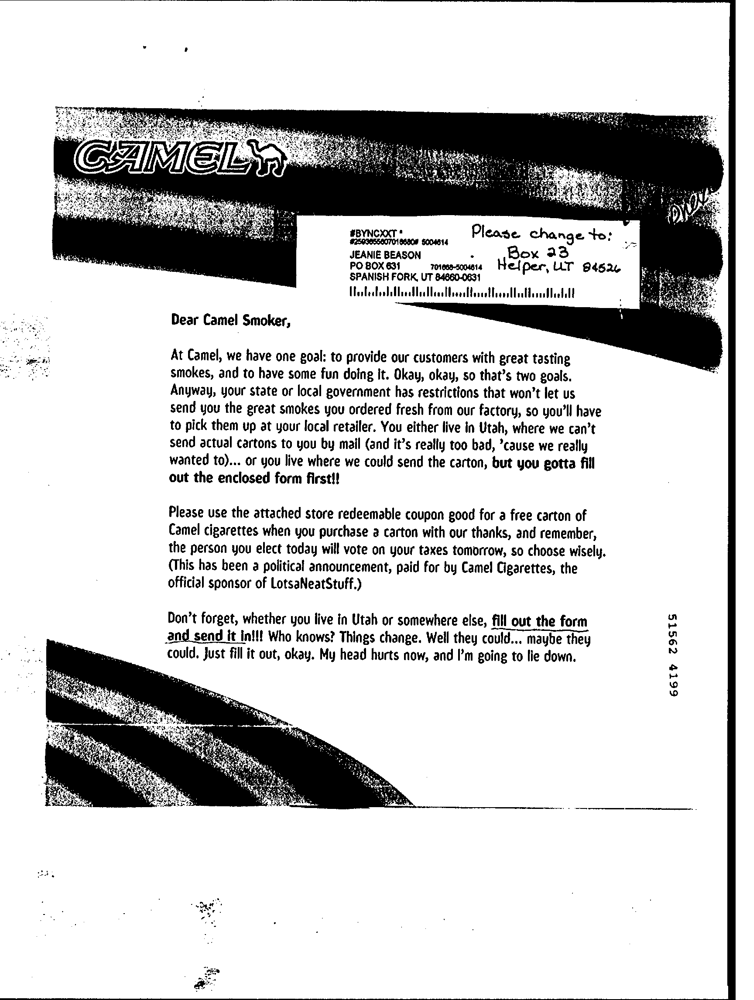 CAMEL
#BYNCXXT *
#25936558070186808# 5004614
JEANIE BEASON
PO BOX 631 701668-5004614
SPANISH FORK, UT 84660-0631
Please change to:
Box 23
Helper, UT 84526
Dear Camel Smoker,
At Camel, we have one goal: to provide our customers with great tasting
smokes, and to have some fun doing it. Okay, okay, so that's two goals.
Anyway, your state or local government has restrictions that won't let us
send you the great smokes you ordered fresh from our factory, so you'll have
to pick them up at your local retailer. You either live in Utah, where we can't
send actual cartons to you by mail (and it's really too bad, 'cause we really
wanted to)... or you live where we could send the carton, but you gotta fill
out the enclosed form first!!
Please use the attached store redeemable coupon good for a free carton of
Camel cigarettes when you purchase a carton with our thanks, and remember,
the person you elect today will vote on your taxes tomorrow, so choose wisely.
(This has been a political announcement, paid for by Camel Cigarettes, the
official sponsor of LotsaNeatStuff.)
Don't forget, whether you live in Utah or somewhere else, fill out the form
and send it in!!! Who knows? Things change. Well they could... maybe they
could. Just fill it out, okay. My head hurts now, and I'm going to lie down.
51562 4199